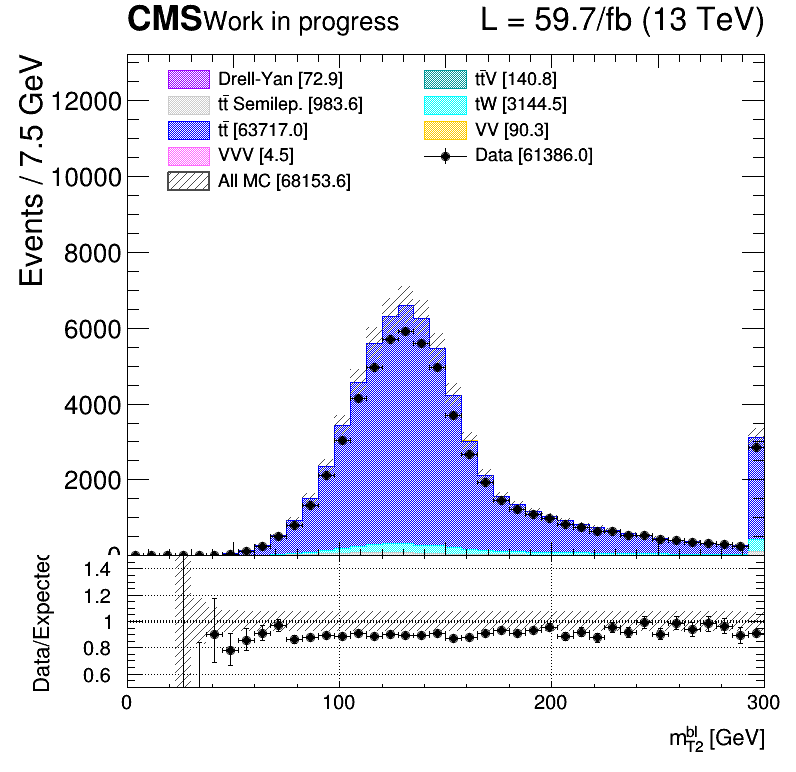 CMS Work in progress L = 59.7/fb (13 TeV)
Events / 7.5 GeV
Drell-Yan [72.9]
tt̄ Semilep. [983.6]
tt̄ [63717.0]
VVV [4.5]
All MC [68153.6]
tt̄V [140.8]
tW [3144.5]
VV [90.3]
Data [61386.0]
12000
10000
8000
6000
4000
2000
0
Data/Expected
1.4
1.2
1
0.8
0.6
0 100 200 300
m_T2^bl [GeV]